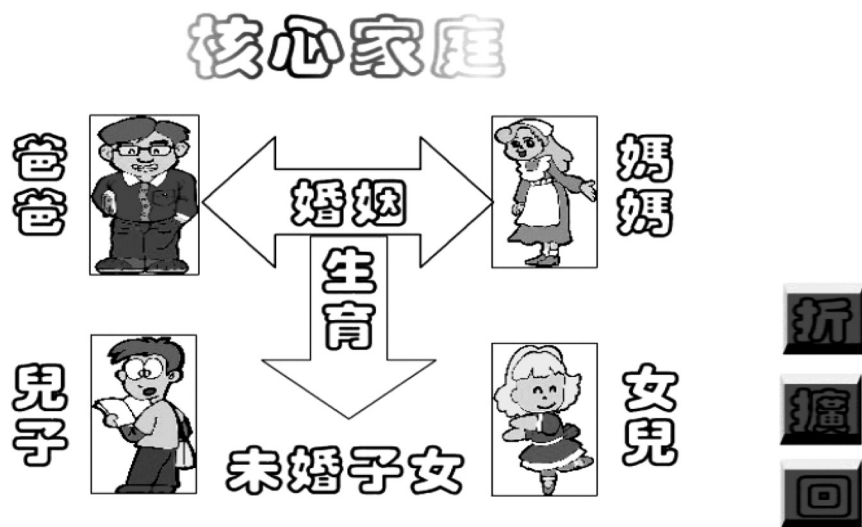 核心家庭
爸爸
婚姻
媽媽
生育
兒子
未婚子女
女兒
折
擴
回